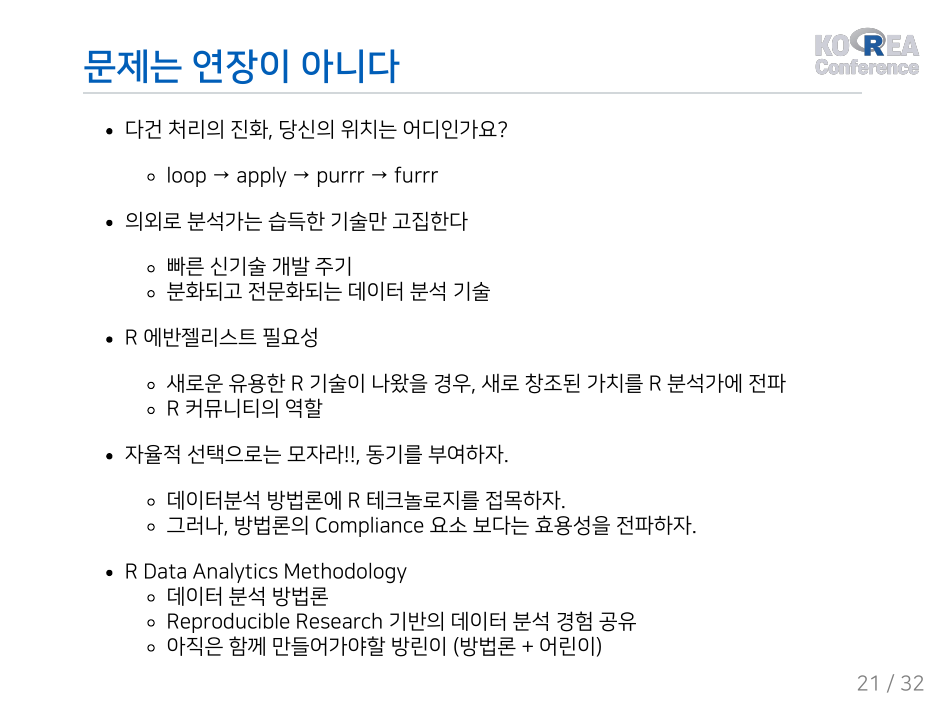 문제는 연장이 아니다
KOREA
Conference
• 다건 처리의 진화, 당신의 위치는 어디인가요?
◦ loop → apply → purrr → furrr
• 의외로 분석가는 습득한 기술만 고집한다
◦ 빠른 신기술 개발 주기
◦ 분화되고 전문화되는 데이터 분석 기술
• R 에반젤리스트 필요성
◦ 새로운 유용한 R 기술이 나왔을 경우, 새로 창조된 가치를 R 분석가에 전파
◦ R 커뮤니티의 역할
• 자율적 선택으로는 모자라!!, 동기를 부여하자.
◦ 데이터분석 방법론에 R 테크놀로지를 접목하자.
◦ 그러나, 방법론의 Compliance 요소 보다는 효용성을 전파하자.
• R Data Analytics Methodology
◦ 데이터 분석 방법론
◦ Reproducible Research 기반의 데이터 분석 경험 공유
◦ 아직은 함께 만들어가야할 방린이 (방법론 + 어린이)
21 / 32